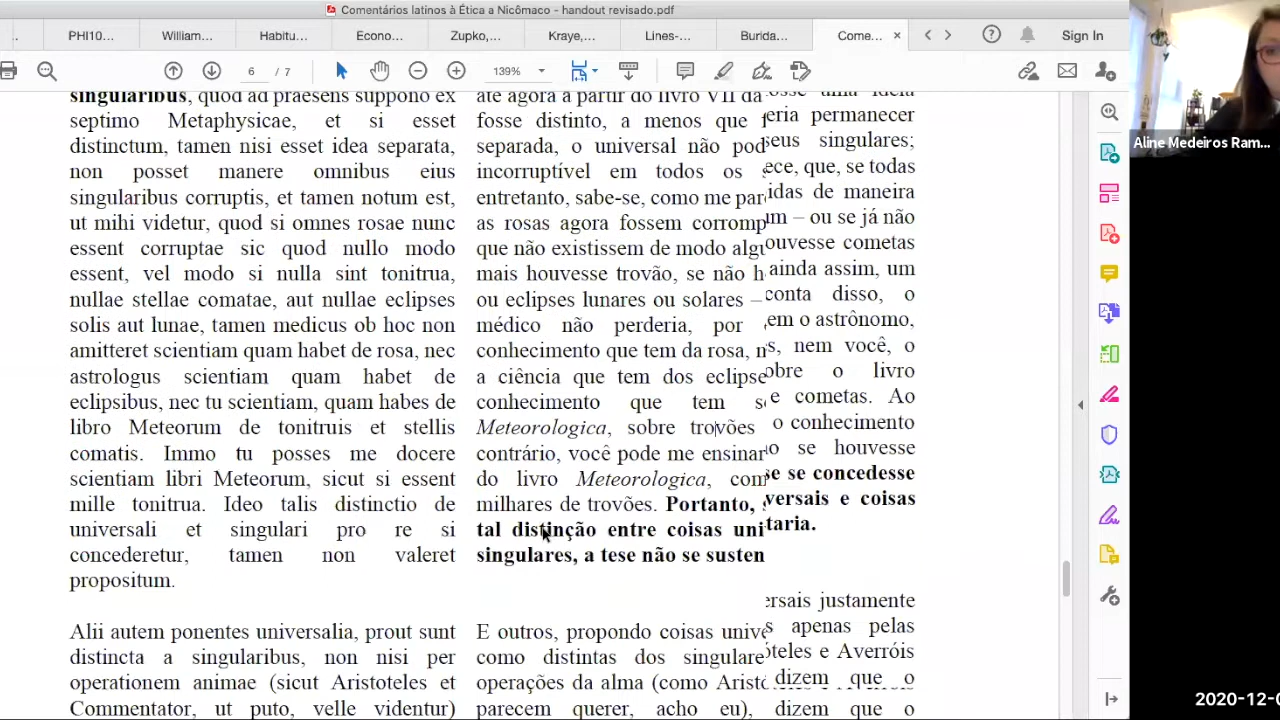 Comentários latinos à Ética a Nicômaco - handout revisado.pdf
PHI10... William... Habitu... Econo... Zupko,... Kraye,... Lines-... Burida... Come... × Sign In
6 / 7 139%
Aline Medeiros Ram...
singularibus, quod ad praesens suppono ex
septimo Metaphysicae, et si esset
distinctum, tamen nisi esset idea separata,
non posset manere omnibus eius
singularibus corruptis, et tamen notum est,
ut mihi videtur, quod si omnes rosae nunc
essent corruptae sic quod nullo modo
essent, vel modo si nulla sint tonitrua,
nullae stellae comatae, aut nullae eclipses
solis aut lunae, tamen medicus ob hoc non
amitteret scientiam quam habet de rosa, nec
astrologus scientiam quam habet de
eclipsibus, nec tu scientiam, quam habes de
libro Meteorum de tonitruis et stellis
comatis. Immo tu posses me docere
scientiam libri Meteorum, sicut si essent
mille tonitrua. Ideo talis distinctio de
universali et singulari pro re si
concederetur, tamen non valeret
propositum.
Alii autem ponentes universalia, prout sunt
distincta a singularibus, non nisi per
operationem animae (sicut Aristoteles et
Commentator, ut puto, velle videntur)
até agora a partir do livro VII da
fosse distinto, a menos que
separada, o universal não pod
incorruptível em todos os
entretanto, sabe-se, como me par
as rosas agora fossem corromp
que não existissem de modo alg
mais houvesse trovão, se não h
ou eclipses lunares ou solares –
médico não perderia, por
conhecimento que tem da rosa, n
a ciência que tem dos eclipse
conhecimento que tem s
Meteorologica, sobre trovões
contrário, você pode me ensinar
do livro Meteorologica, com
milhares de trovões. Portanto,
tal distinção entre coisas uni
singulares, a tese não se susten
E outros, propondo coisas unive
como distintas dos singulare
operações da alma (como Arist
parecem querer, acho eu), dizem que o
uma ideia
eria permanecer
seus singulares;
ece, que, se todas
idas de maneira
um – ou se já não
ouvesse cometas
ainda assim, um
conta disso, o
em o astrônomo,
s, nem você, o
obre o livro
e cometas. Ao
o conhecimento
o se houvesse
se se concedesse
versais e coisas
taria.
ersais justamente
s apenas pelas
óteles e Averróis
dizem que o
2020-12-0